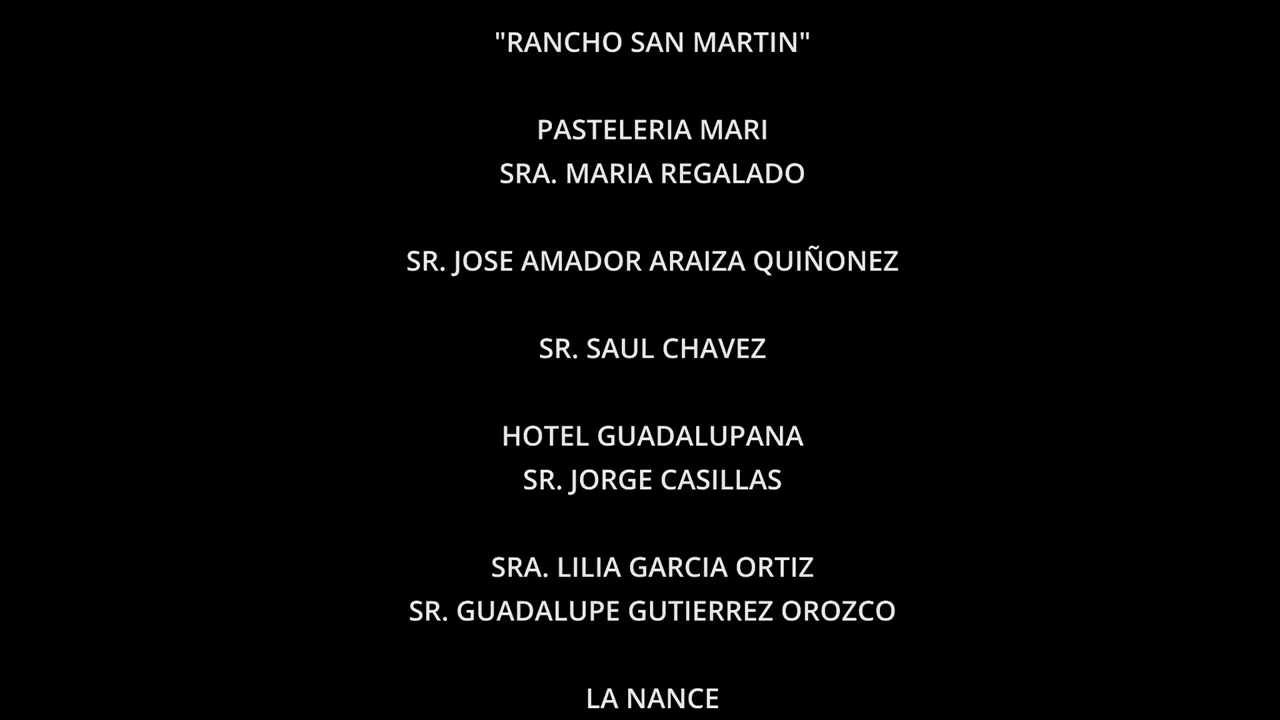 "RANCHO SAN MARTIN"
PASTELERIA MARI
SRA. MARIA REGALADO
SR. JOSE AMADOR ARAIZA QUIÑONEZ
SR. SAUL CHAVEZ
HOTEL GUADALUPANA
SR. JORGE CASILLAS
SRA. LILIA GARCIA ORTIZ
SR. GUADALUPE GUTIERREZ OROZCO
LA NANCE